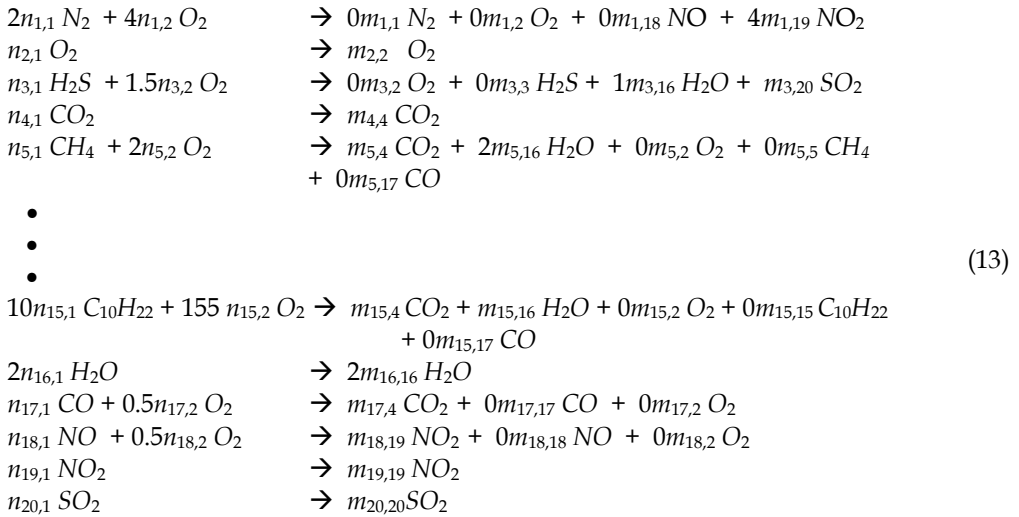 2n₁,₁ N₂ + 4n₁,₂ O₂ → 0m₁,₁ N₂ + 0m₁,₂ O₂ + 0m₁,₁₈ NO + 4m₁,₁₉ NO₂
n₂,₁ O₂ → m₂,₂ O₂
n₃,₁ H₂S + 1.5n₃,₂ O₂ → 0m₃,₂ O₂ + 0m₃,₃ H₂S + 1m₃,₁₆ H₂O + m₃,₂₀ SO₂
n₄,₁ CO₂ → m₄,₄ CO₂
n₅,₁ CH₄ + 2n₅,₂ O₂ → m₅,₄ CO₂ + 2m₅,₁₆ H₂O + 0m₅,₂ O₂ + 0m₅,₅ CH₄
+ 0m₅,₁₇ CO
•
•
(13)
•
10n₁₅,₁ C₁₀H₂₂ + 155 n₁₅,₂ O₂ → m₁₅,₄ CO₂ + m₁₅,₁₆ H₂O + 0m₁₅,₂ O₂ + 0m₁₅,₁₅ C₁₀H₂₂
+ 0m₁₅,₁₇ CO
2n₁₆,₁ H₂O → 2m₁₆,₁₆ H₂O
n₁₇,₁ CO + 0.5n₁₇,₂ O₂ → m₁₇,₄ CO₂ + 0m₁₇,₁₇ CO + 0m₁₇,₂ O₂
n₁₈,₁ NO + 0.5n₁₈,₂ O₂ → m₁₈,₁₉ NO₂ + 0m₁₈,₁₈ NO + 0m₁₈,₂ O₂
n₁₉,₁ NO₂ → m₁₉,₁₉ NO₂
n₂₀,₁ SO₂ → m₂₀,₂₀SO₂